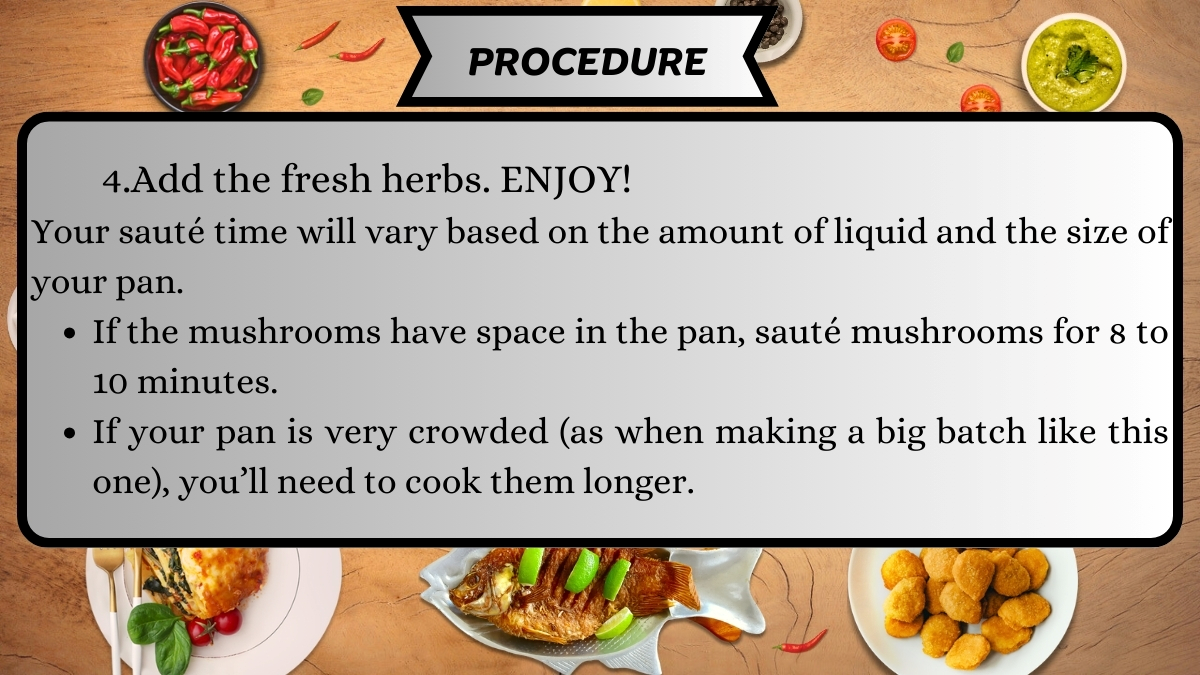 PROCEDURE
4.Add the fresh herbs. ENJOY!
Your sauté time will vary based on the amount of liquid and the size of
your pan.
• If the mushrooms have space in the pan, sauté mushrooms for 8 to
10 minutes.
• If your pan is very crowded (as when making a big batch like this
one), you’ll need to cook them longer.